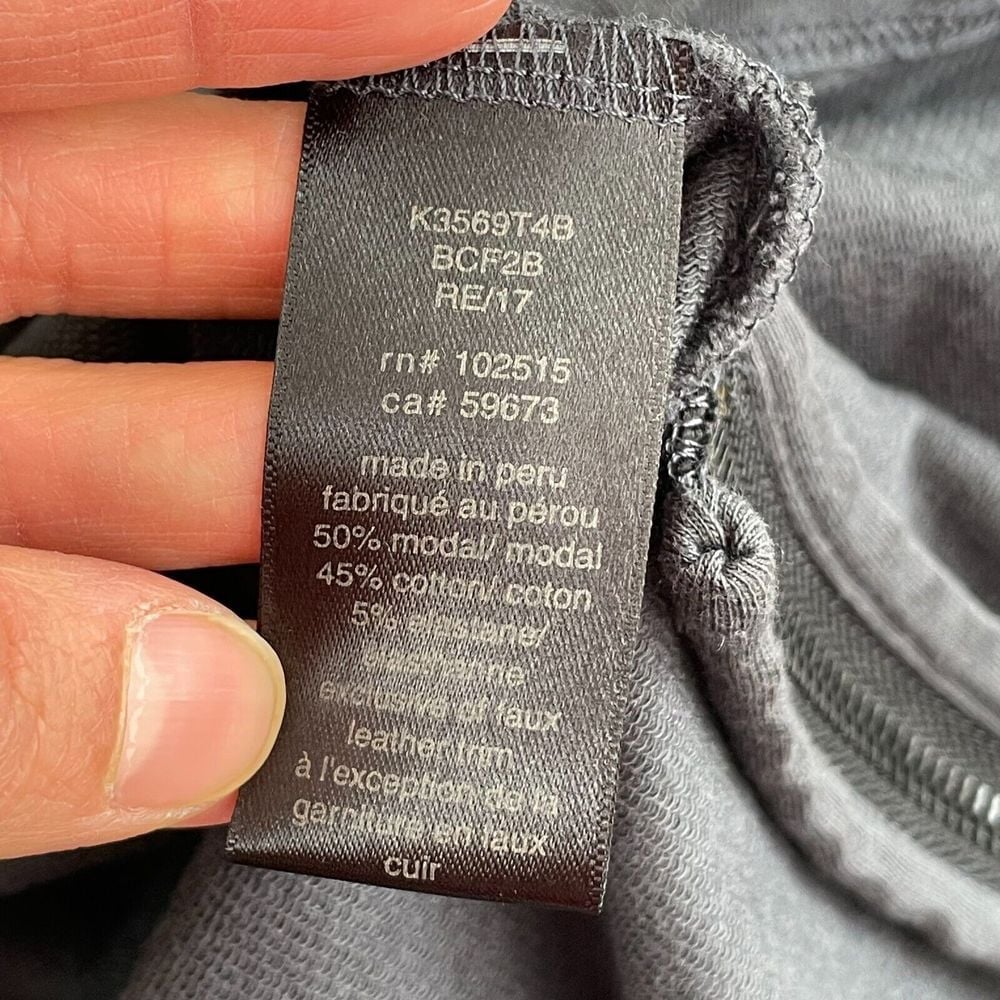 K3569T4B
BCF2B
RE/17
rn# 102515
ca# 59673
made in peru
fabriqué au pérou
50% modal/ modal
45% cotton/ coton
5% elastane/
elasthanne
exclusive of faux
leather trim
à l'exception de la
garniture en faux
cuir